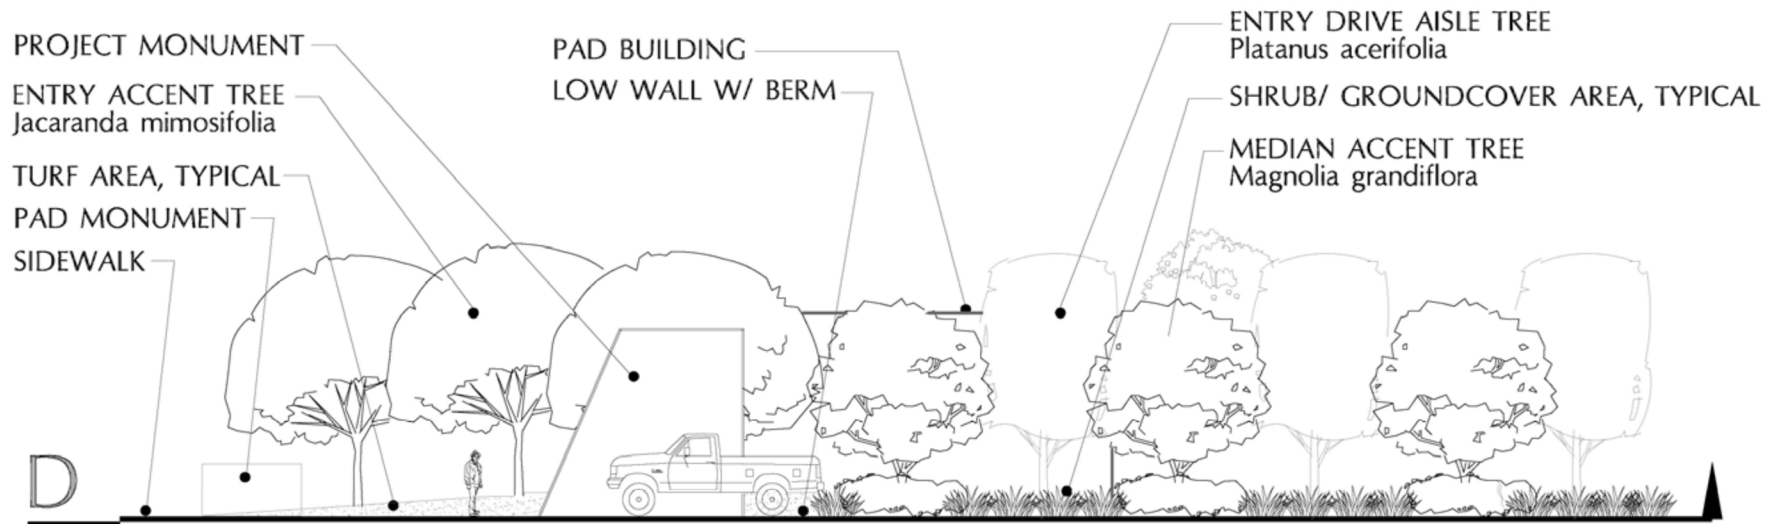 PROJECT MONUMENT
ENTRY ACCENT TREE
Jacaranda mimosifolia
TURF AREA, TYPICAL
PAD MONUMENT
SIDEWALK
PAD BUILDING
LOW WALL W/ BERM
ENTRY DRIVE AISLE TREE
Platanus acerifolia
SHRUB/ GROUNDCOVER AREA, TYPICAL
MEDIAN ACCENT TREE
Magnolia grandiflora
D